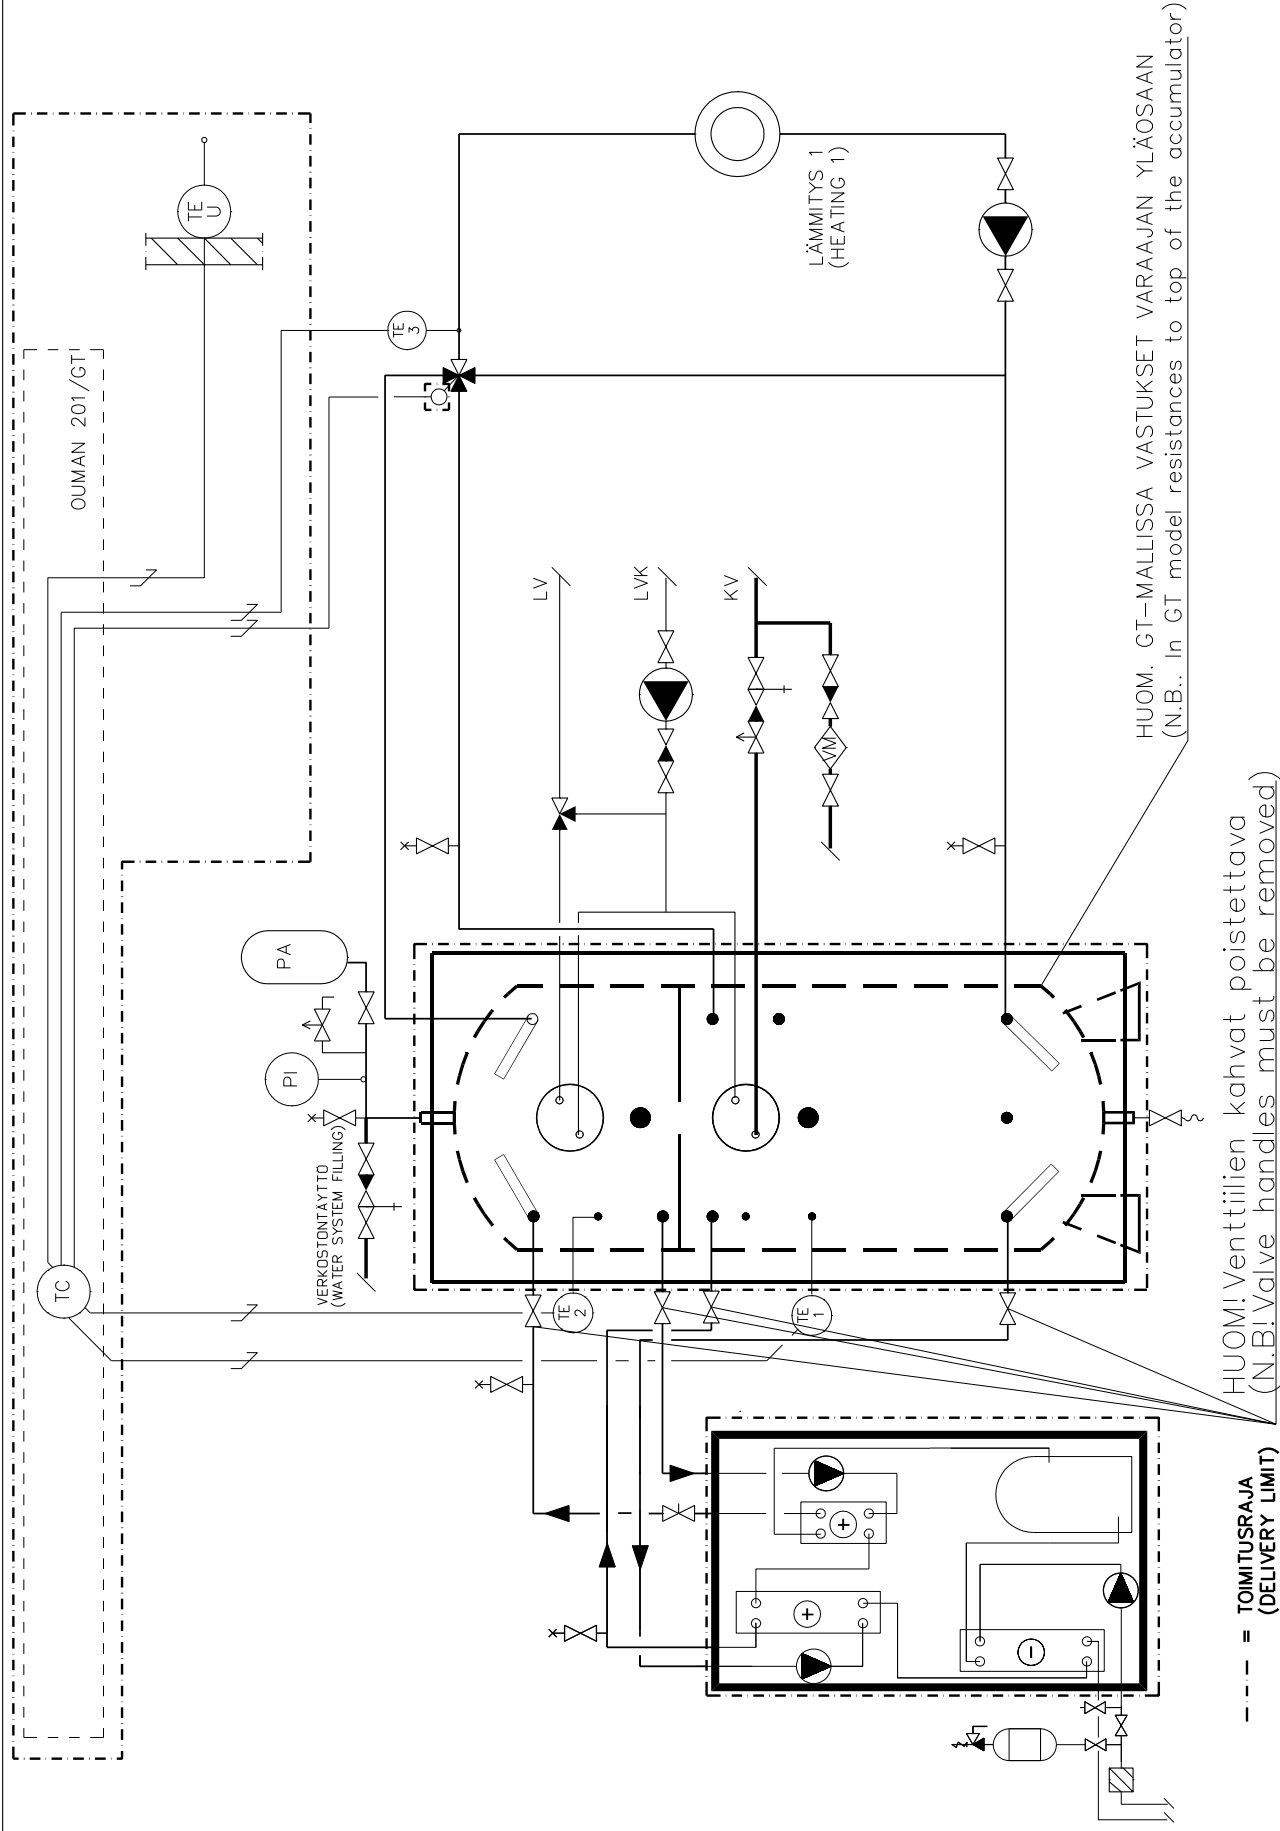 OUMAN 201/GT
TE
U
TE
3
LÄMMITYS 1
(HEATING 1)
LV
LVK
KV
VM
PA
PI
TC
VERKOSTONTÄYTTÖ
(WATER SYSTEM FILLING)
TE
2
TE
1
HUOM. GT-MALLISSA VASTUKSET VARAAJAN YLÄOSAAN
(N.B.. In GT model resistances to top of the accumulator)
HUOM!Venttiilien kahvat poistettava
(N.B!Valve handles must be removed)
= TOIMITUSRAJA
(DELIVERY LIMIT)
+
+
-